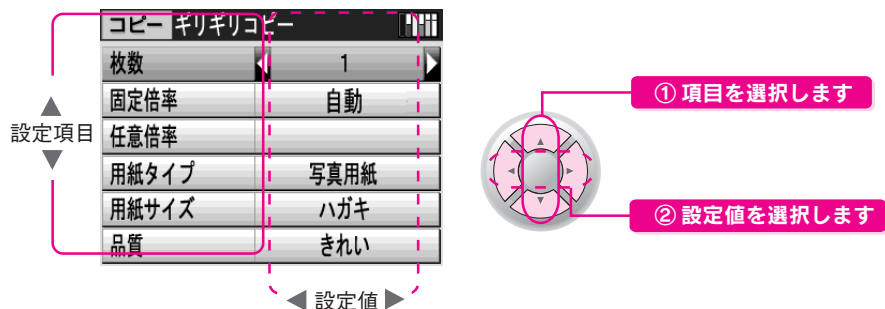 コピー ギリギリコピー
枚数 1
固定倍率 自動
任意倍率
用紙タイプ 写真用紙
用紙サイズ ハガキ
品質 きれい
設定項目
設定値
① 項目を選択します
② 設定値を選択します